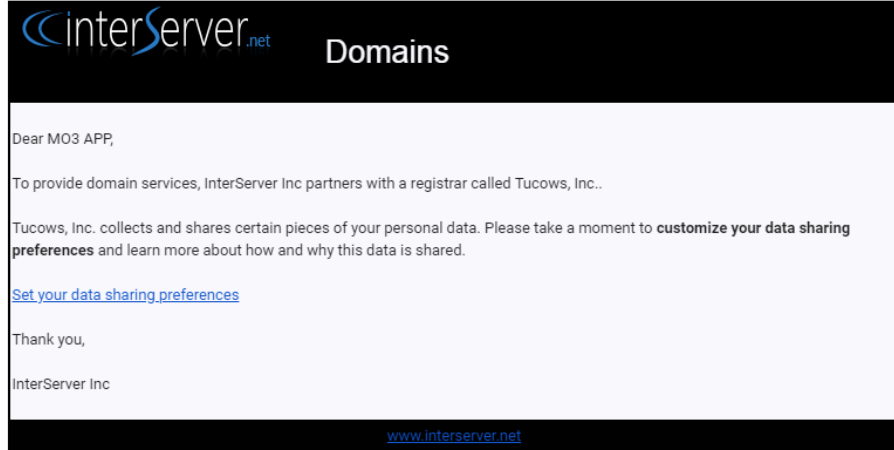 interServer.net
Domains
Dear MO3 APP,
To provide domain services, InterServer Inc partners with a registrar called Tucows, Inc..
Tucows, Inc. collects and shares certain pieces of your personal data. Please take a moment to customize your data sharing
preferences and learn more about how and why this data is shared.
Set your data sharing preferences
Thank you,
InterServer Inc
www.interserver.net